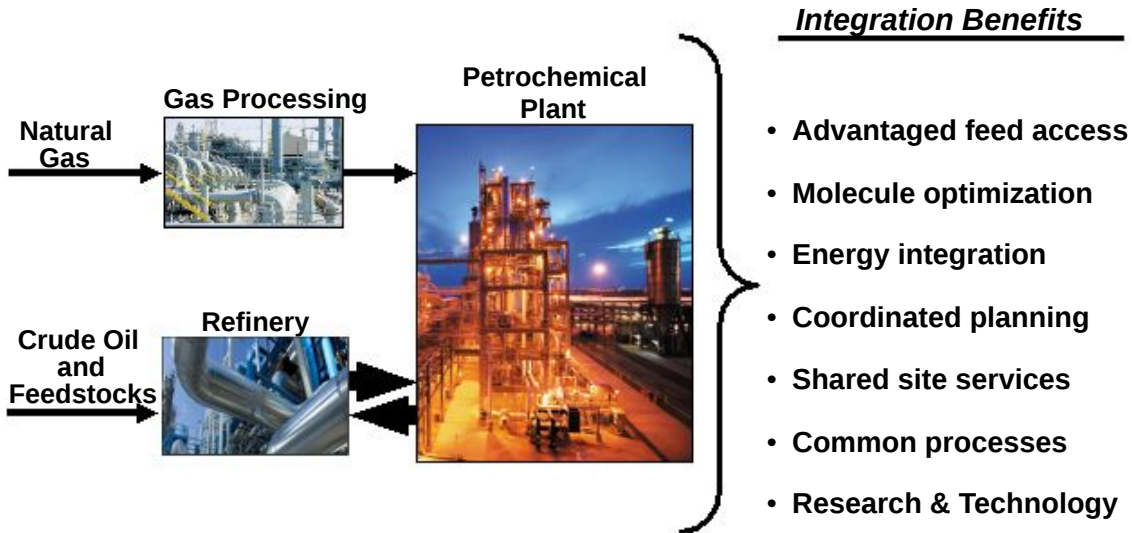 Integration Benefits
Petrochemical
Plant
Gas Processing
Natural
Gas
Refinery
Crude Oil
and
Feedstocks
• Advantaged feed access
• Molecule optimization
• Energy integration
• Coordinated planning
• Shared site services
• Common processes
• Research & Technology